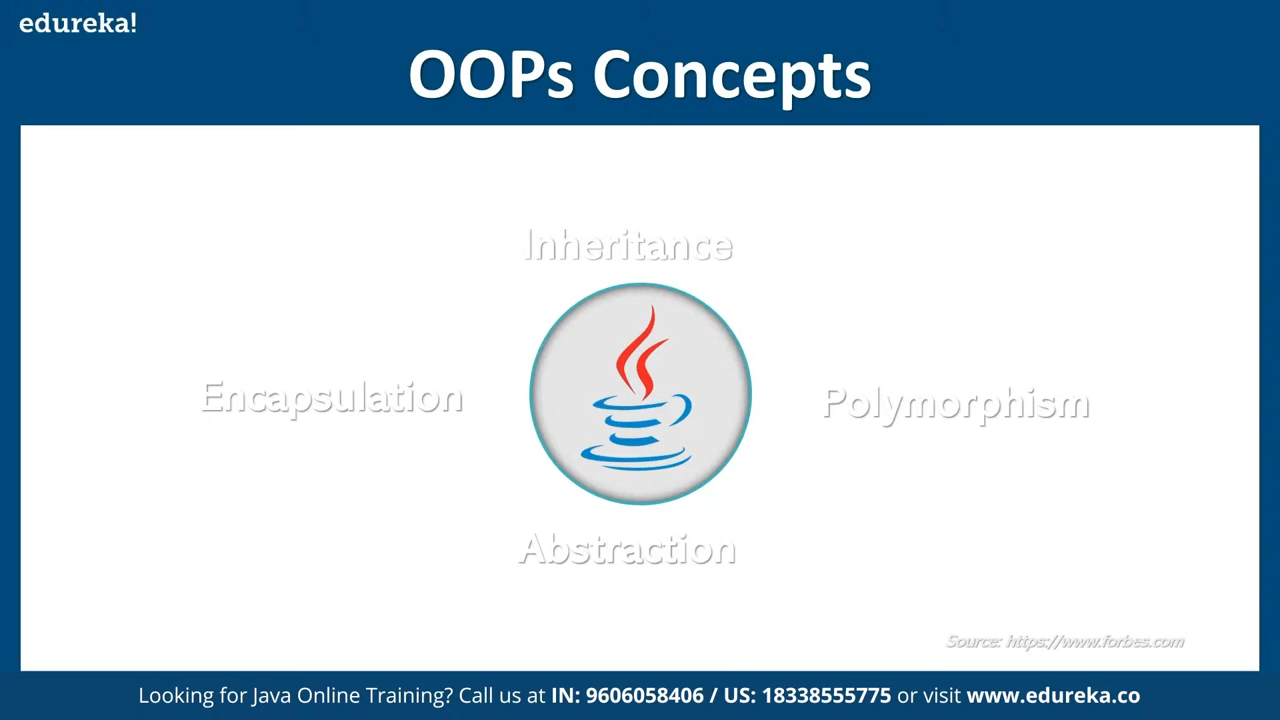 edureka!
OOPs Concepts
Inheritance
Encapsulation
Polymorphism
Abstraction
Source: https://www.forbes.com
Looking for Java Online Training? Call us at IN: 9606058406 / US: 18338555775 or visit www.edureka.co